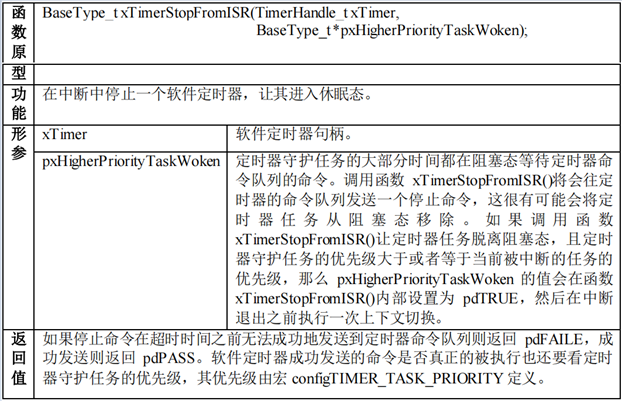 函数原型
BaseType_t xTimerStopFromISR(TimerHandle_t xTimer,
BaseType_t*pxHigherPriorityTaskWoken);
功能
在中断中停止一个软件定时器，让其进入休眠态。
形参
xTimer
软件定时器句柄。
pxHigherPriorityTaskWoken
定时器守护任务的大部分时间都在阻塞态等待定时器命
令队列的命令。调用函数 xTimerStopFromISR()将会往定
时器的命令队列发送一个停止命令，这很有可能会将定
时器任务从阻塞态移除。如果调用函数
xTimerStopFromISR()让定时器任务脱离阻塞态，且定时
器守护任务的优先级大于或者等于当前被中断的任务的
优先级，那么 pxHigherPriorityTaskWoken 的值会在函数
xTimerStopFromISR()内部设置为 pdTRUE，然后在中断
退出之前执行一次上下文切换。
返回值
如果停止命令在超时时间之前无法成功地发送到定时器命令队列则返回 pdFAILE，成
功发送则返回 pdPASS。软件定时器成功发送的命令是否真正的被执行也还要看定时
器守护任务的优先级，其优先级由宏 configTIMER_TASK_PRIORITY 定义。